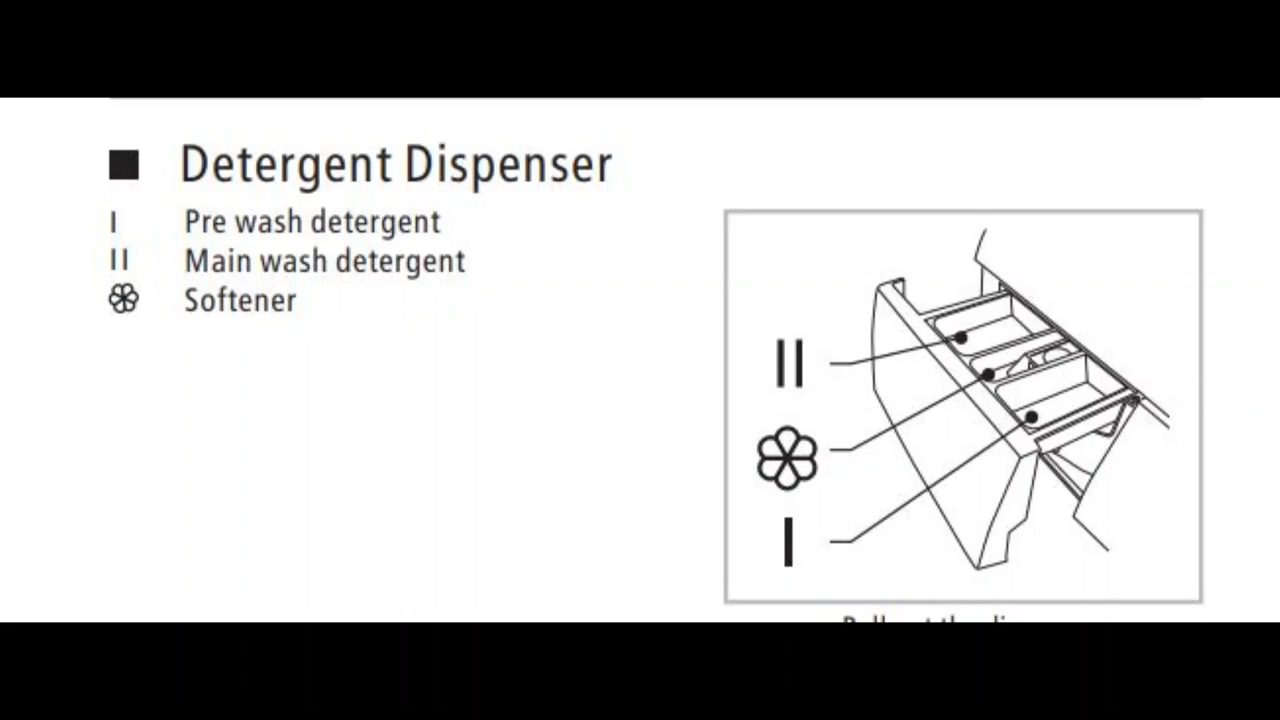 Detergent Dispenser
I Pre wash detergent
II Main wash detergent
Softener
II
I